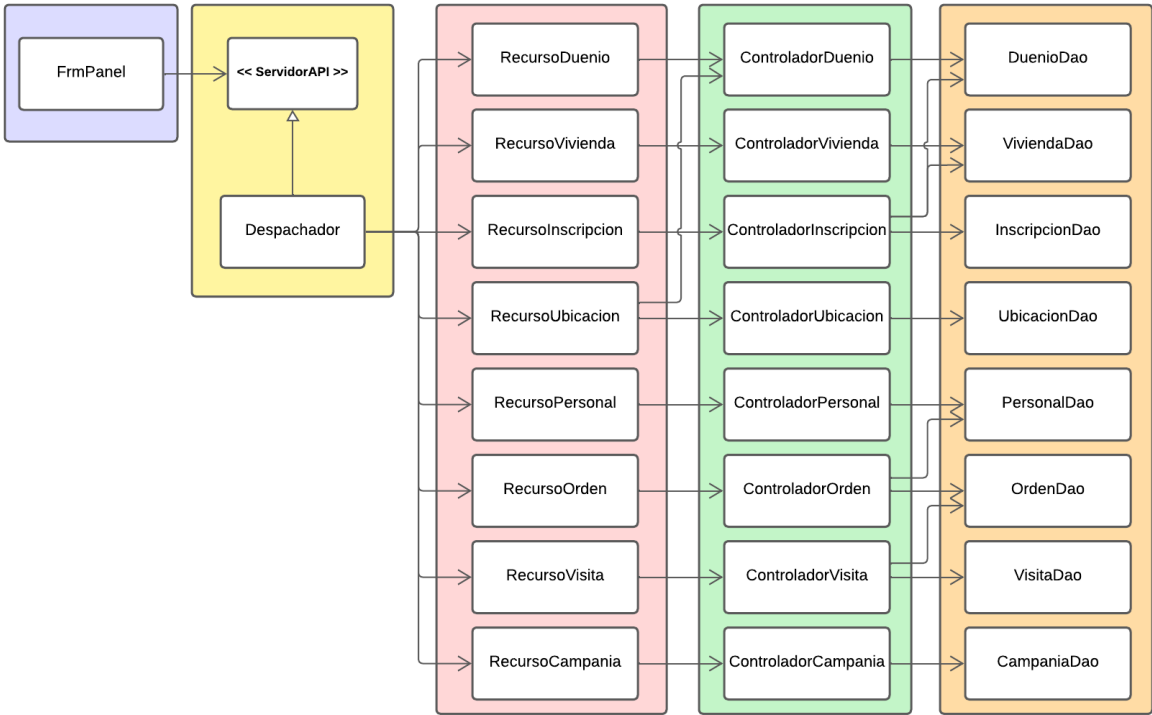 FrmPanel
<< ServidorAPI >>
Despachador
RecursoDuenio
RecursoVivienda
RecursoInscripcion
RecursoUbicacion
RecursoPersonal
RecursoOrden
RecursoVisita
RecursoCampania
ControladorDuenio
ControladorVivienda
ControladorInscripcion
ControladorUbicacion
ControladorPersonal
ControladorOrden
ControladorVisita
ControladorCampania
DuenioDao
ViviendaDao
InscripcionDao
UbicacionDao
PersonalDao
OrdenDao
VisitaDao
CampaniaDao